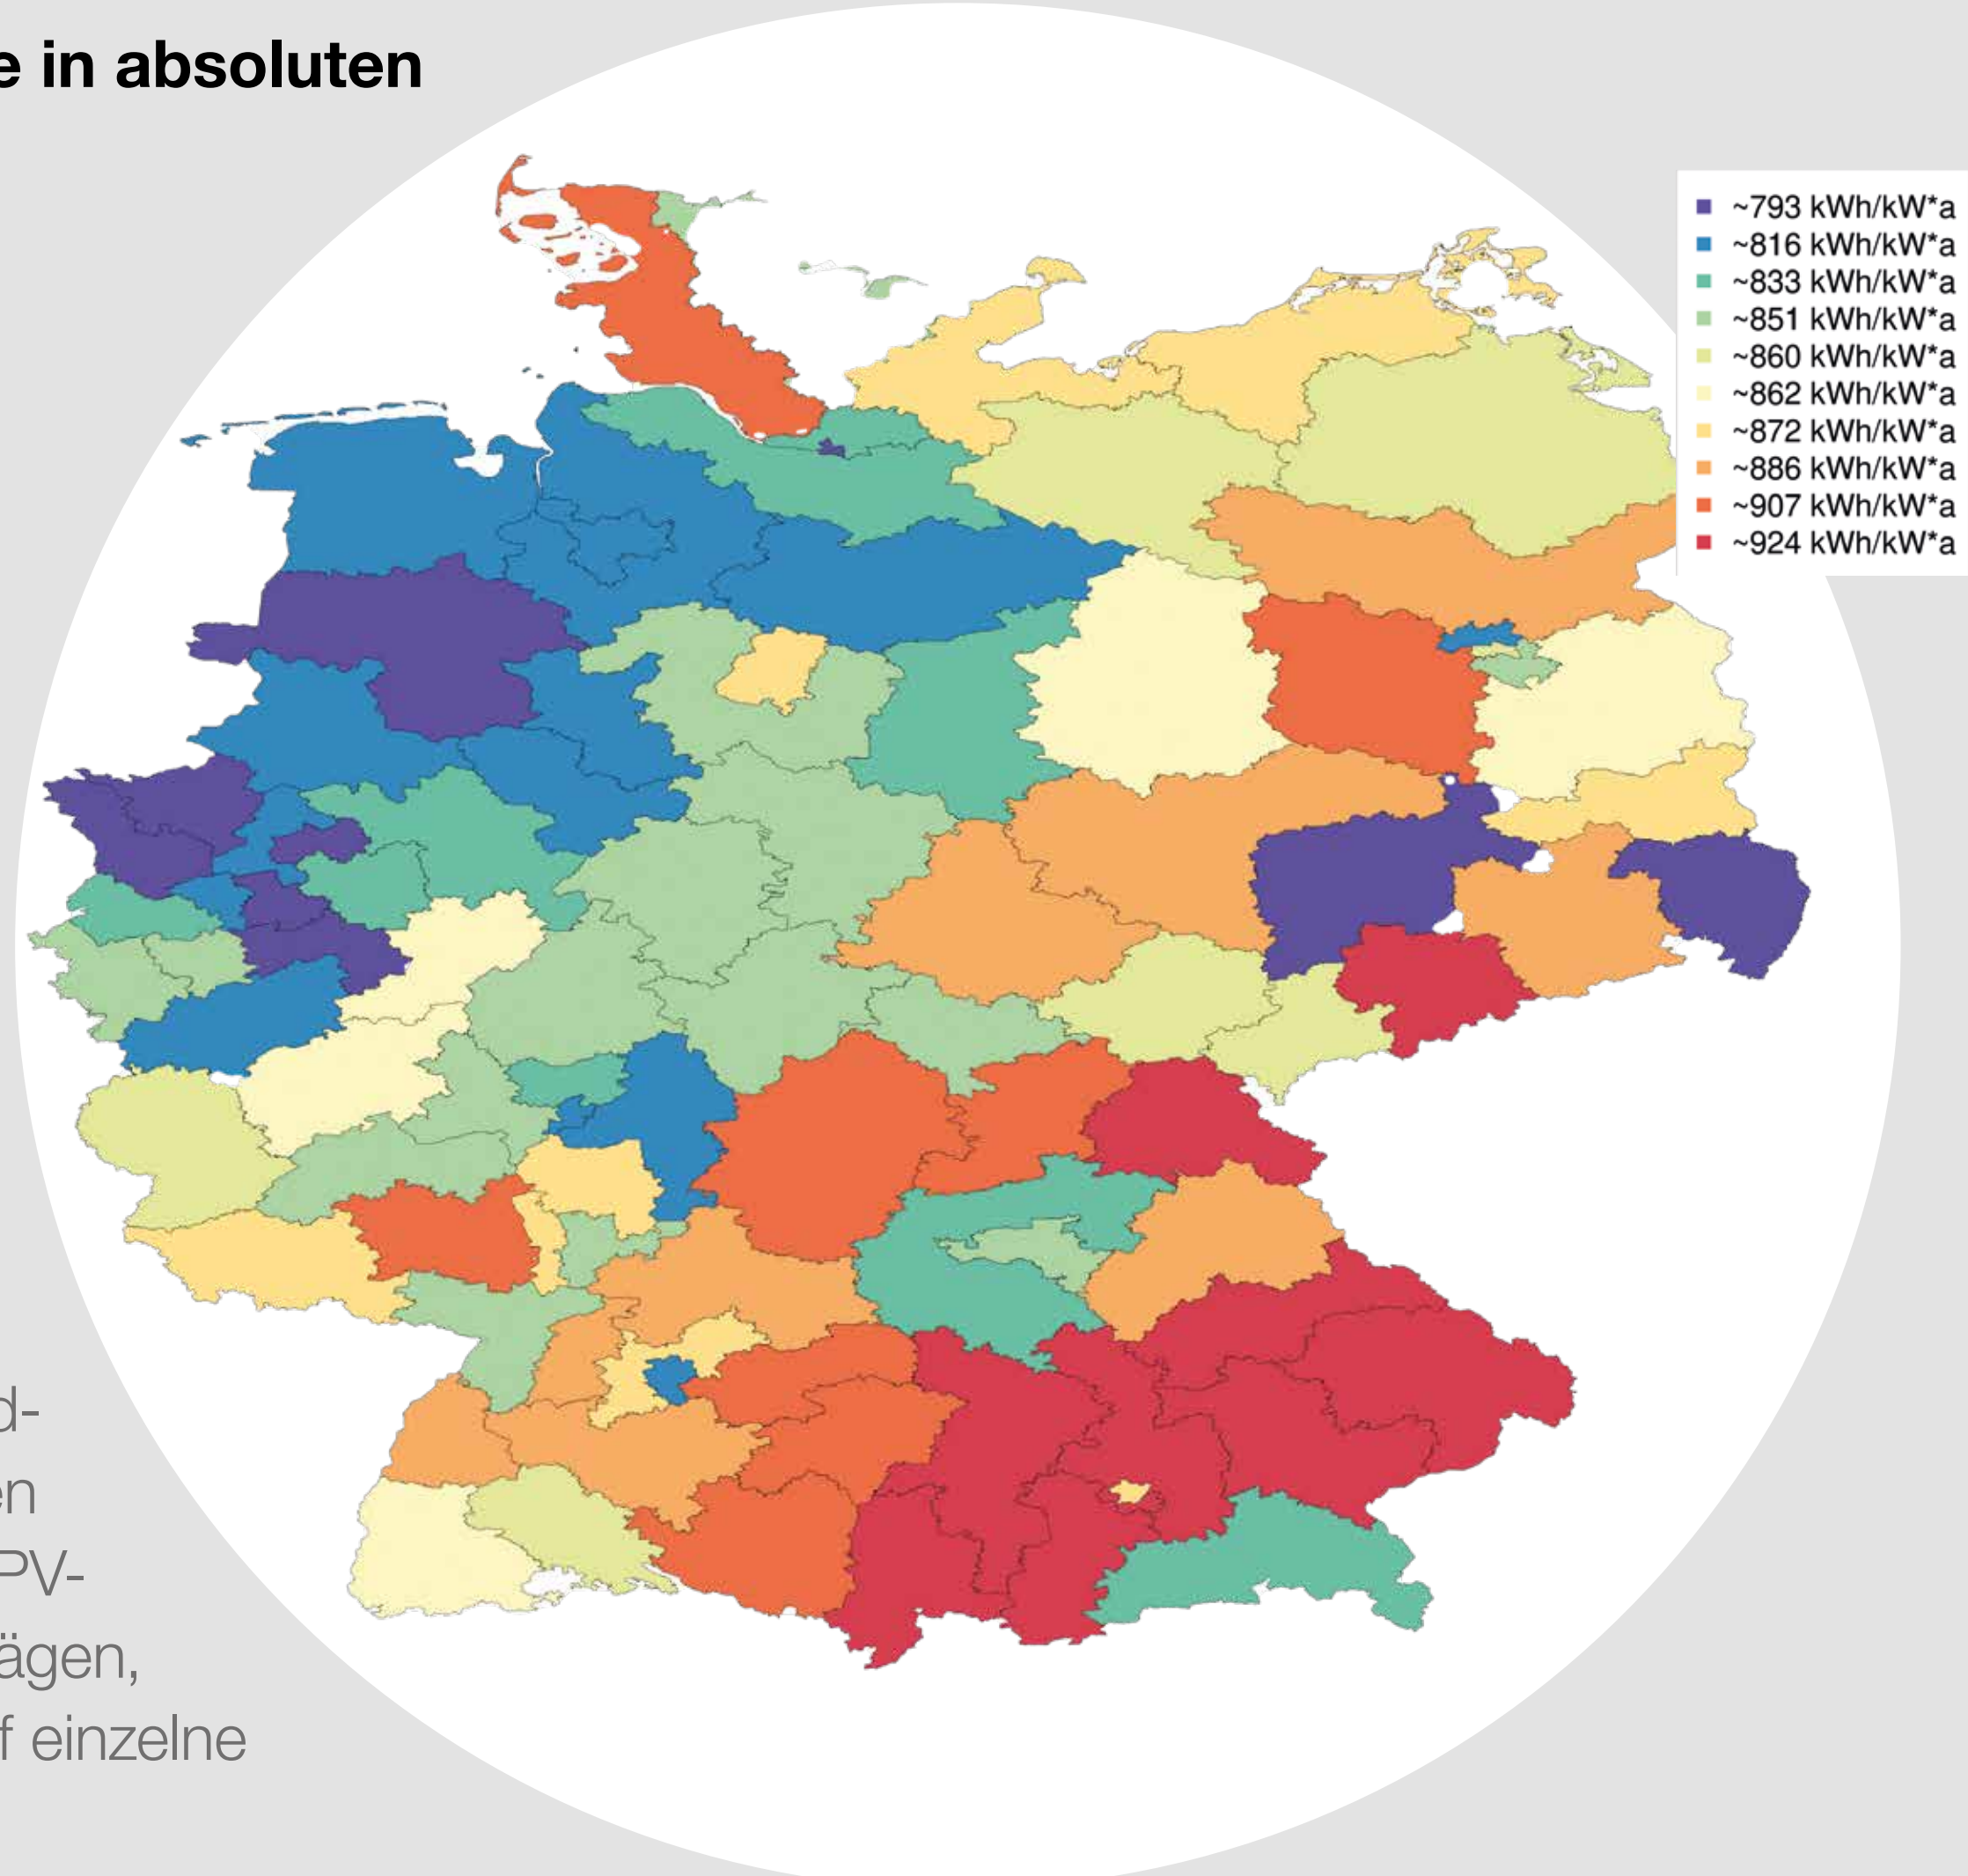 e in absoluten
~793 kWh/kW*a
~816 kWh/kW*a
~833 kWh/kW*a
~851 kWh/kW*a
~860 kWh/kW*a
~862 kWh/kW*a
~872 kWh/kW*a
~886 kWh/kW*a
~907 kWh/kW*a
~924 kWh/kW*a
d-
en
PV-
ägen,
f einzelne